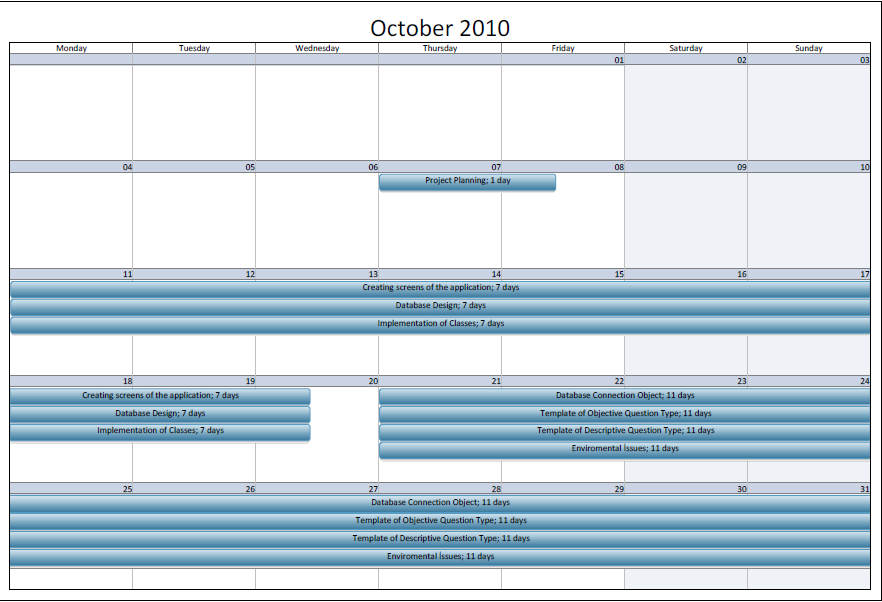 October 2010
Monday Tuesday Wednesday Thursday Friday Saturday Sunday
01 02 03
04 05 06 07 08 09 10
Project Planning; 1 day
11 12 13 14 15 16 17
Creating screens of the application; 7 days
Database Design; 7 days
Implementation of Classes; 7 days
18 19 20 21 22 23 24
Creating screens of the application; 7 days Database Connection Object; 11 days
Database Design; 7 days Template of Objective Question Type; 11 days
Implementation of Classes; 7 days Template of Descriptive Question Type; 11 days
Enviromental İssues; 11 days
25 26 27 28 29 30 31
Database Connection Object; 11 days
Template of Objective Question Type; 11 days
Template of Descriptive Question Type; 11 days
Enviromental İssues; 11 days